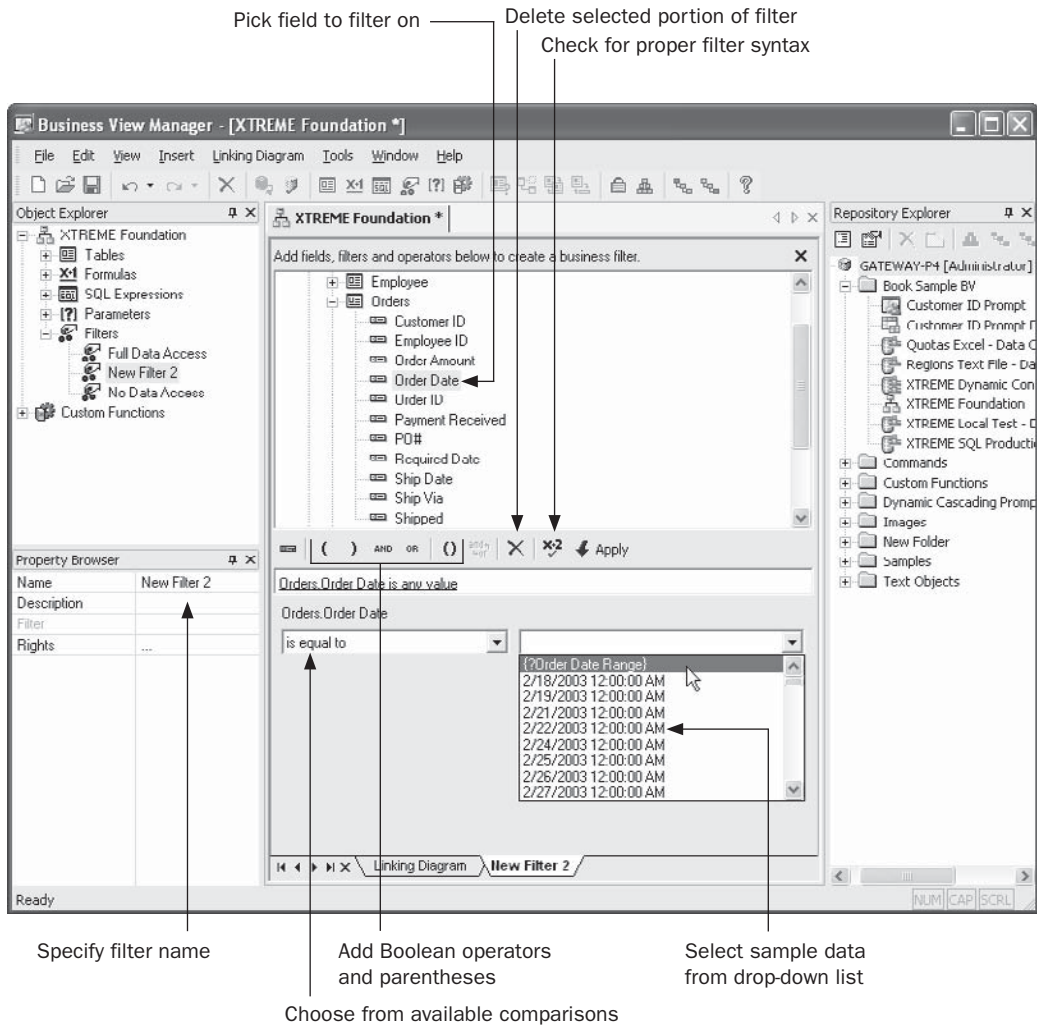 Pick field to filter on
Delete selected portion of filter
Check for proper filter syntax
Business View Manager - [XTREME Foundation *]
File Edit View Insert Linking Diagram Tools Window Help
Object Explorer
XTREME Foundation
Tables
Formulas
SQL Expressions
Parameters
Filters
Full Data Access
New Filter 2
No Data Access
Custom Functions
Property Browser
Name New Filter 2
Description
Filter
Rights ...
XTREME Foundation *
Add fields, filters and operators below to create a business filter.
Employee
Orders
Customer ID
Employee ID
Order Amount
Order Date
Order ID
Payment Received
PO#
Required Date
Ship Date
Ship Via
Shipped
( ) AND OR () X+2 Apply
Orders.Order Date is any value
Orders.Order Date
is equal to
{?Order Date Range}
2/18/2003 12:00:00 AM
2/19/2003 12:00:00 AM
2/21/2003 12:00:00 AM
2/22/2003 12:00:00 AM
2/24/2003 12:00:00 AM
2/25/2003 12:00:00 AM
2/26/2003 12:00:00 AM
2/27/2003 12:00:00 AM
Linking Diagram New Filter 2
Repository Explorer
GATEWAY-P4 [Administrator]
Book Sample BV
Customer ID Prompt
Customer ID Prompt D
Quotas Excel - Data C
Regions Text File - Da
XTREME Dynamic Con
XTREME Foundation
XTREME Local Test - D
XTREME SQL Producti
Commands
Custom Functions
Dynamic Cascading Promp
Images
New Folder
Samples
Text Objects
Ready
NUM CAP SCRL
Specify filter name
Add Boolean operators
and parentheses
Select sample data
from drop-down list
Choose from available comparisons